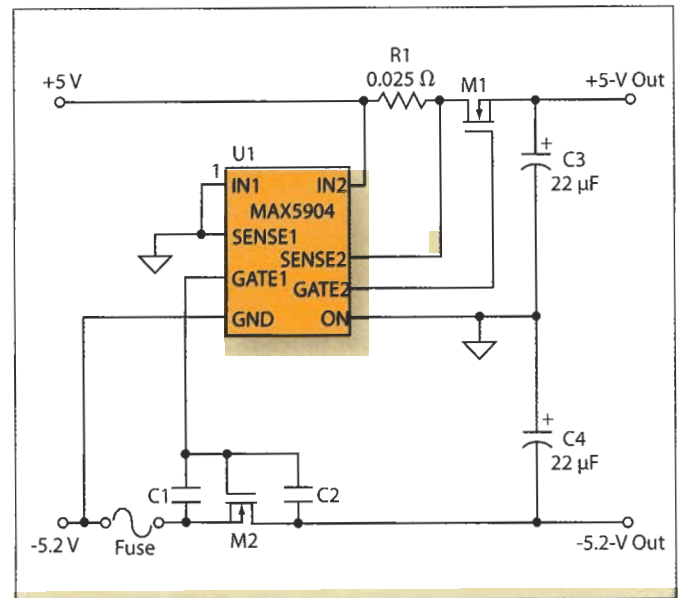 +5 V
R1
0.025 Ω
M1
+5-V Out
U1
1
IN1
IN2
MAX5904
SENSE1
SENSE2
GATE1
GATE2
GND
ON
+
C3
22 µF
+
C4
22 µF
C1
C2
M2
-5.2 V
Fuse
-5.2-V Out